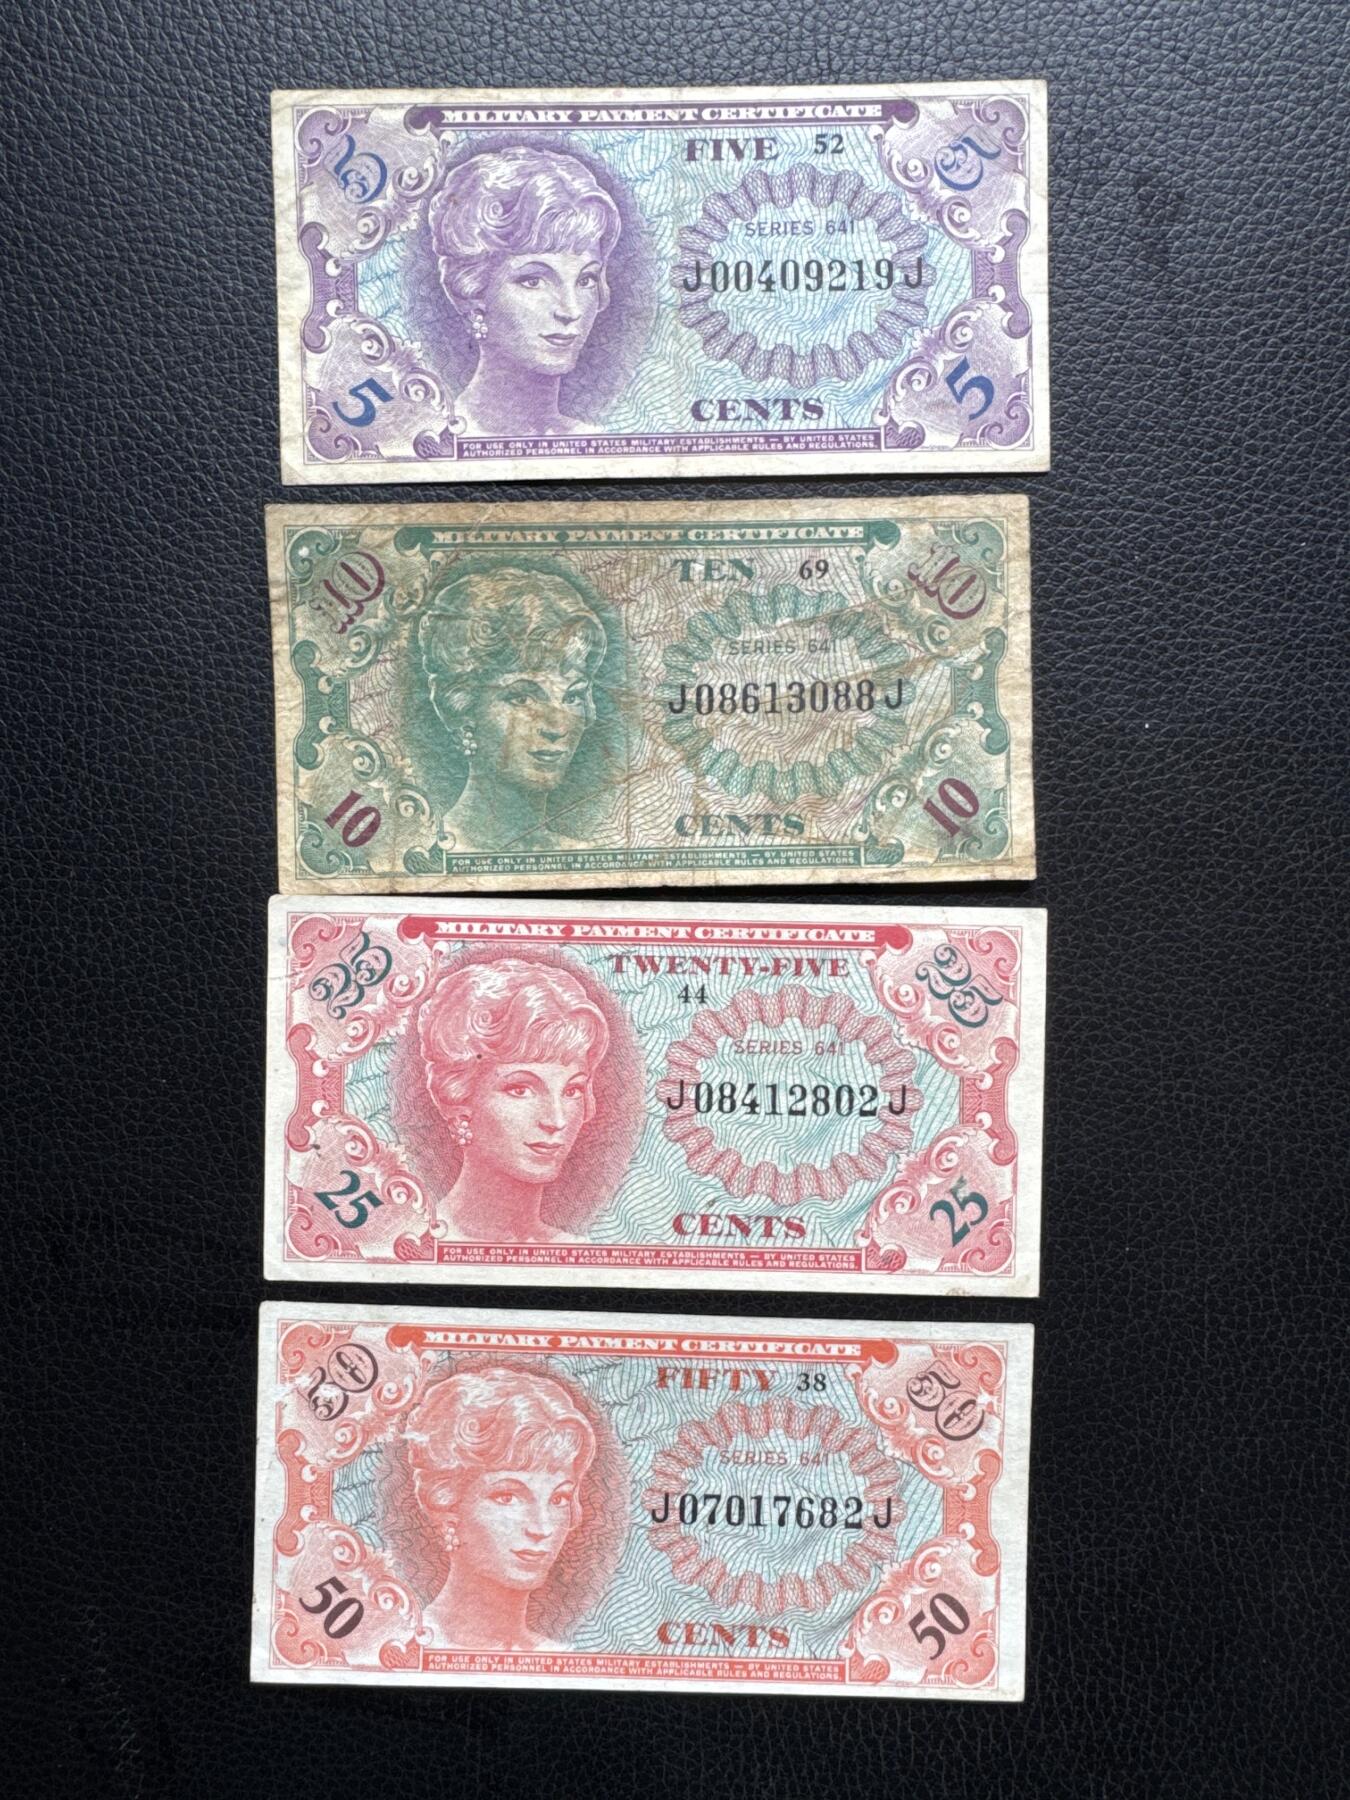 MILITARY PAYMENT CERTIFICATE
5 FIVE 52 5
SERIES 641
J00409219J
5 CENTS 5
FOR USE ONLY IN UNITED STATES MILITARY ESTABLISHMENTS — BY UNITED STATES
AUTHORIZED PERSONNEL IN ACCORDANCE WITH APPLICABLE RULES AND REGULATIONS.
MILITARY PAYMENT CERTIFICATE
10 TEN 69 10
SERIES 641
J08613088J
10 CENTS 10
FOR USE ONLY IN UNITED STATES MILITARY ESTABLISHMENTS — BY UNITED STATES
AUTHORIZED PERSONNEL IN ACCORDANCE WITH APPLICABLE RULES AND REGULATIONS.
MILITARY PAYMENT CERTIFICATE
25 TWENTY-FIVE 25
44
SERIES 641
J08412802J
25 CENTS 25
FOR USE ONLY IN UNITED STATES MILITARY ESTABLISHMENTS — BY UNITED STATES
AUTHORIZED PERSONNEL IN ACCORDANCE WITH APPLICABLE RULES AND REGULATIONS.
MILITARY PAYMENT CERTIFICATE
50 FIFTY 38 50
SERIES 641
J07017682J
50 CENTS 50
FOR USE ONLY IN UNITED STATES MILITARY ESTABLISHMENTS — BY UNITED STATES
AUTHORIZED PERSONNEL IN ACCORDANCE WITH APPLICABLE RULES AND REGULATIONS.